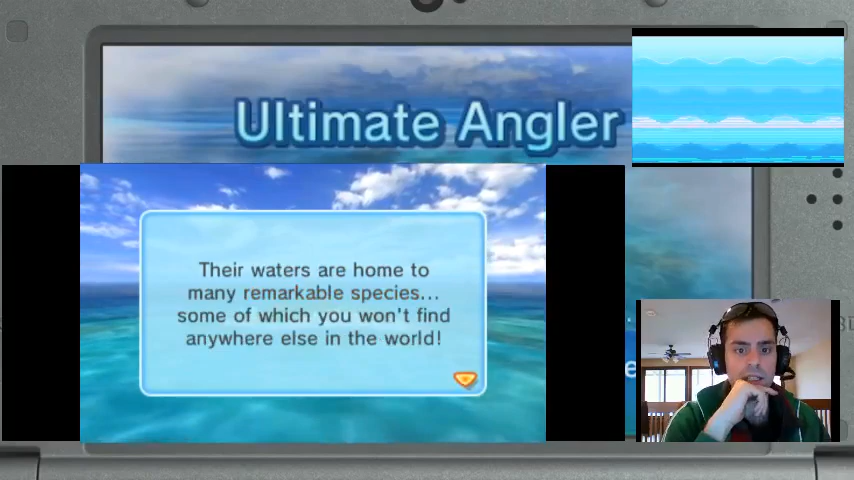 Ultimate Angler
Their waters are home to
many remarkable species...
some of which you won't find
anywhere else in the world!